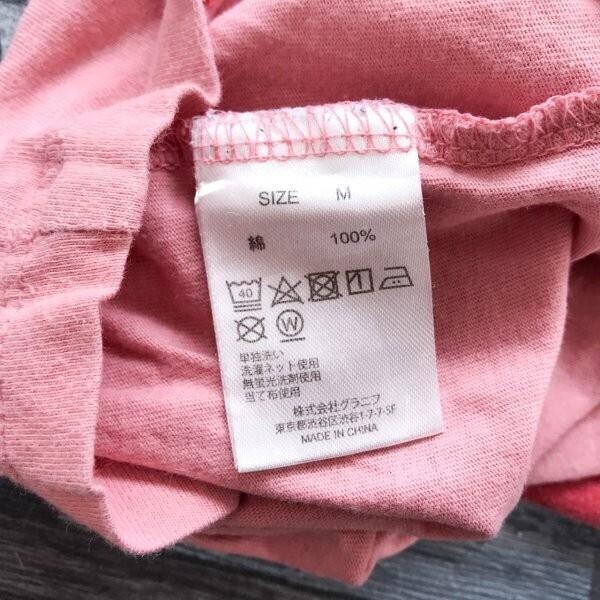 SIZE M
綿 100%
40
W
単独洗い
洗濯ネット使用
無蛍光洗剤使用
当て布使用
株式会社グラニフ
東京都渋谷区渋谷1-7-7-5F
MADE IN CHINA